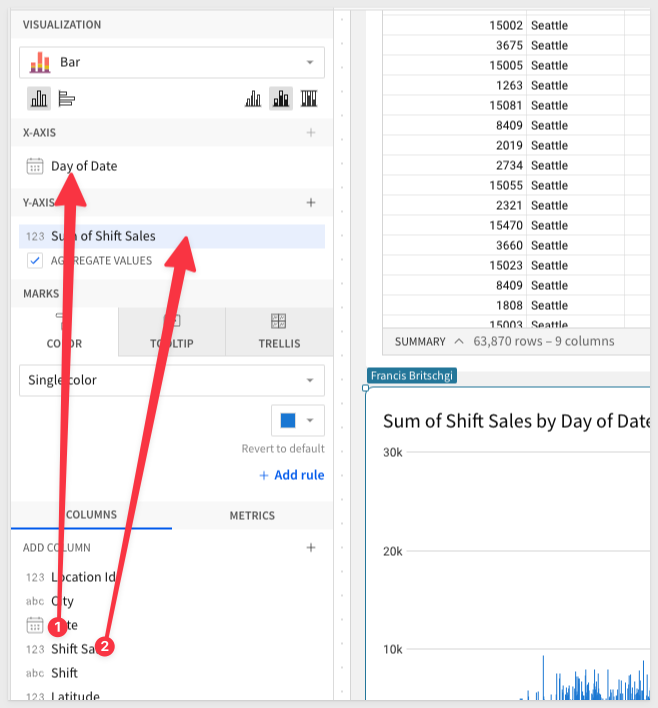 VISUALIZATION
Bar
X-AXIS
Day of Date
Y-AXIS
123 Sum of Shift Sales
AGGREGATE VALUES
MARKS
COLOR TOOLTIP TRELLIS
Single color
Revert to default
+ Add rule
COLUMNS METRICS
ADD COLUMN
123 Location Id
abc City
1 Date
123 Shift Sales 2
abc Shift
123 Latitude
15002 Seattle
3675 Seattle
15005 Seattle
1263 Seattle
15081 Seattle
8409 Seattle
2019 Seattle
2734 Seattle
15055 Seattle
2321 Seattle
15470 Seattle
3660 Seattle
15023 Seattle
8409 Seattle
1808 Seattle
15003 Seattle
SUMMARY 63,870 rows – 9 columns
Francis Britschgi
Sum of Shift Sales by Day of Date
30k
20k
10k